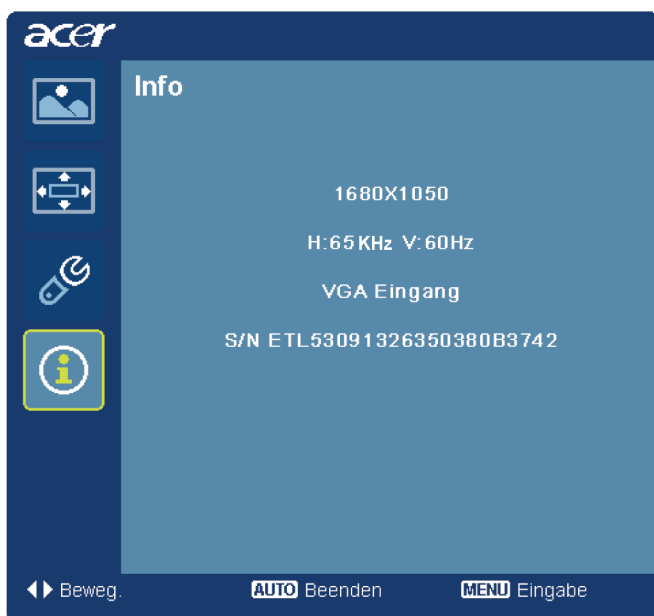 acer
Info
1680X1050
H:65KHz V:60Hz
VGA Eingang
S/N ETL53091326350380B3742
Beweg. AUTO Beenden MENU Eingabe